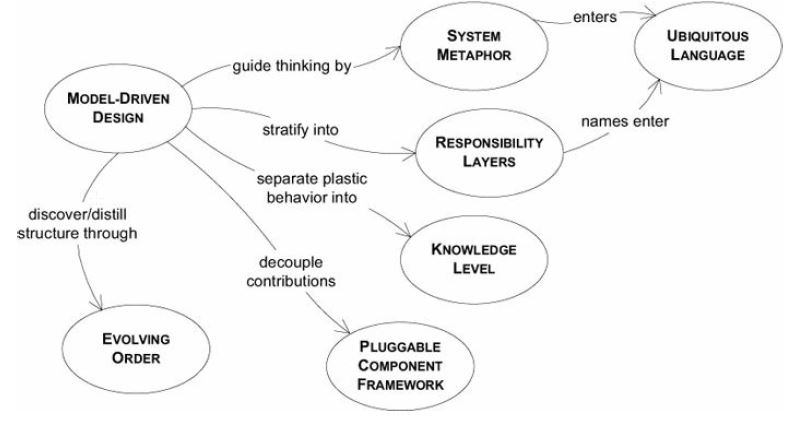 SYSTEM
METAPHOR
enters
UBIQUITOUS
LANGUAGE
guide thinking by
MODEL-DRIVEN
DESIGN
stratify into
RESPONSIBILITY
LAYERS
names enter
separate plastic
behavior into
discover/distill
structure through
KNOWLEDGE
LEVEL
decouple
contributions
EVOLVING
ORDER
PLUGGABLE
COMPONENT
FRAMEWORK